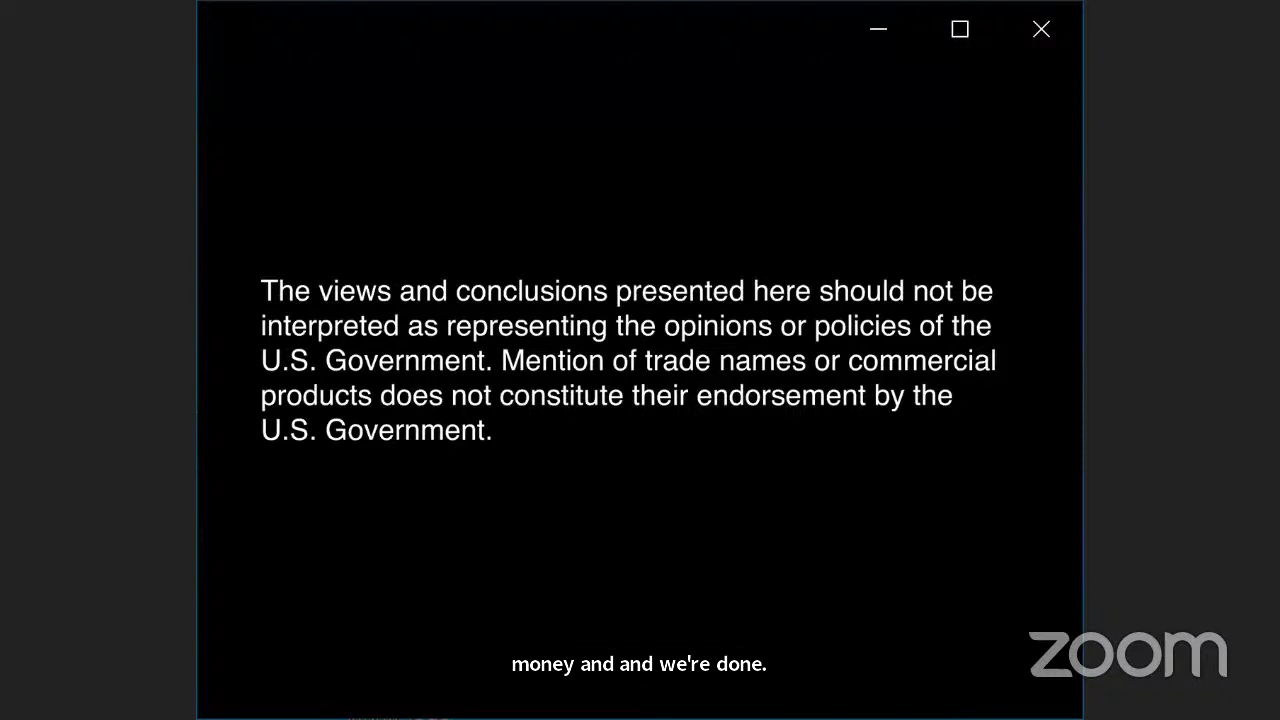 The views and conclusions presented here should not be
interpreted as representing the opinions or policies of the
U.S. Government. Mention of trade names or commercial
products does not constitute their endorsement by the
U.S. Government.
money and and we're done.
zoom